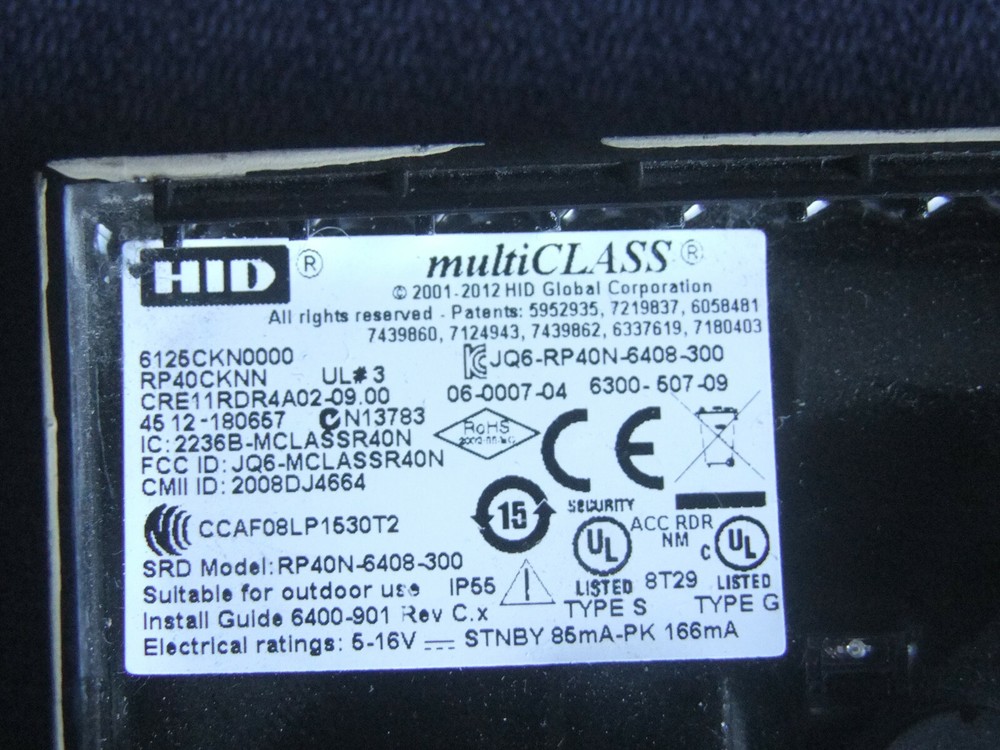 HID ® multiCLASS ®
© 2001-2012 HID Global Corporation
All rights reserved - Patents: 5952935, 7219837, 6058481
7439860, 7124943, 7439862, 6337619, 7180403
6125CKN0000
JQ6-RP40N-6408-300
RP40CKNN UL#3
06-0007-04 6300-507-09
CRE11RDR4A02-09.00
4512-180657 N13783
IC: 2236B-MCLASSR40N
RoHS
CE
FCC ID: JQ6-MCLASSR40N
CMII ID: 2008DJ4664
CCAF08LP1530T2
15
SECURITY
UL
LISTED
TYPE S
ACC RDR
NM
8T29
C UL
LISTED
TYPE G
SRD Model: RP40N-6408-300
Suitable for outdoor use IP55
Install Guide 6400-901 Rev C.x
Electrical ratings: 5-16V STNBY 85mA-PK 166mA